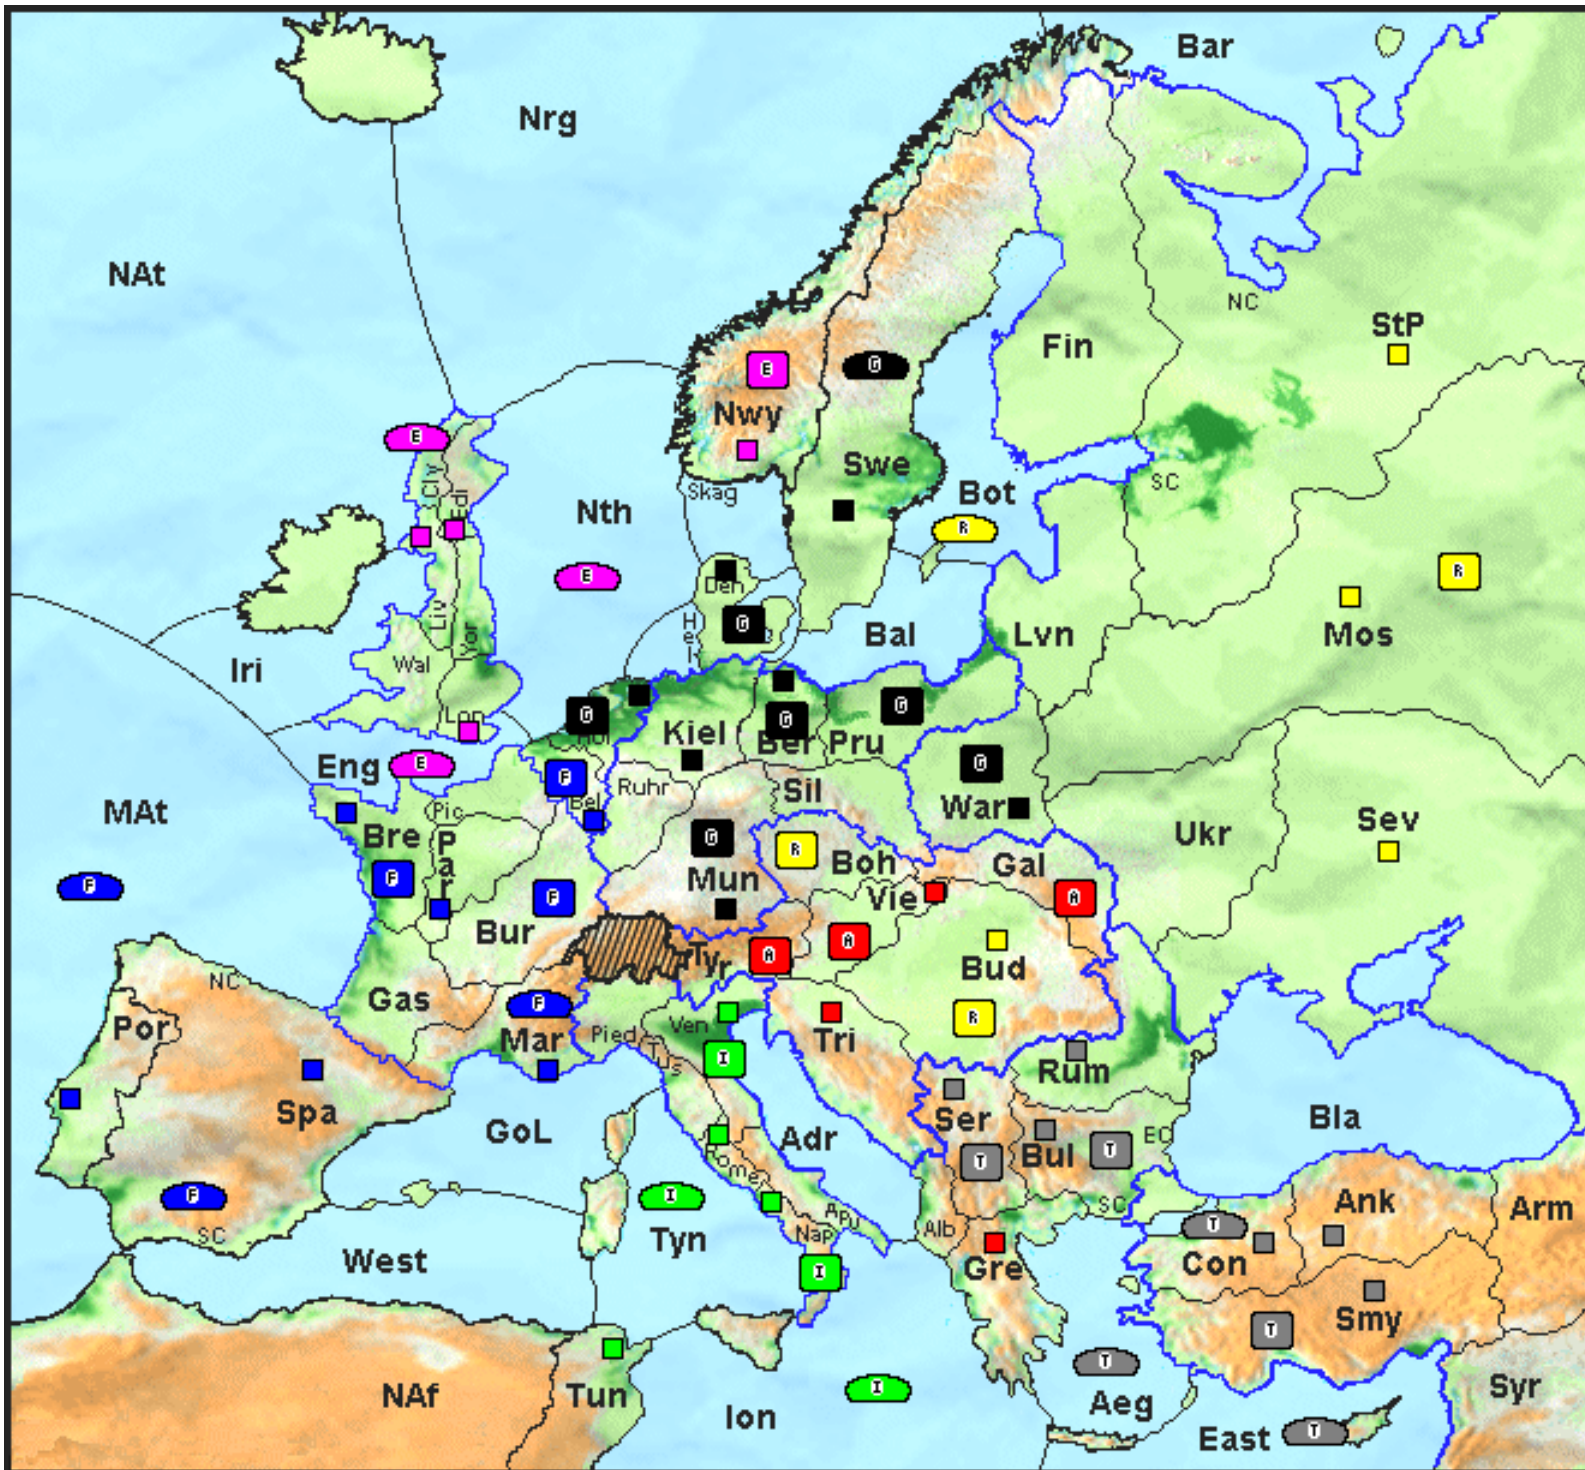 Bar
Nrg
NAt
NC
StP
Fin
E
G
Nwy
E
Cly
Edi
Swe
SC
Skag
Bot
Nth
R
E
R
Den
G
Hel
Liv
Yor
Bal
Lvn
Mos
Iri
Wal
G
G
Lon
G
Hol
Kiel
Ber
Pru
G
Eng
E
F
Ruhr
Sil
War
MAt
Pic
Bel
Bre
Par
G
R
Boh
Gal
Ukr
Sev
F
F
F
Mun
Vie
A
Bur
A
A
Tyr
Bud
NC
Gas
F
Por
Mar
Pied
Ven
Tri
R
Tus
I
Rum
Spa
Ser
GoL
Adr
Bla
Bul
T
EC
Rome
T
F
I
SC
Ank
SC
Apu
Nap
Alb
T
Arm
Tyn
West
Gre
Con
I
Smy
T
T
NAf
Tun
I
Aeg
Syr
Ion
East
T